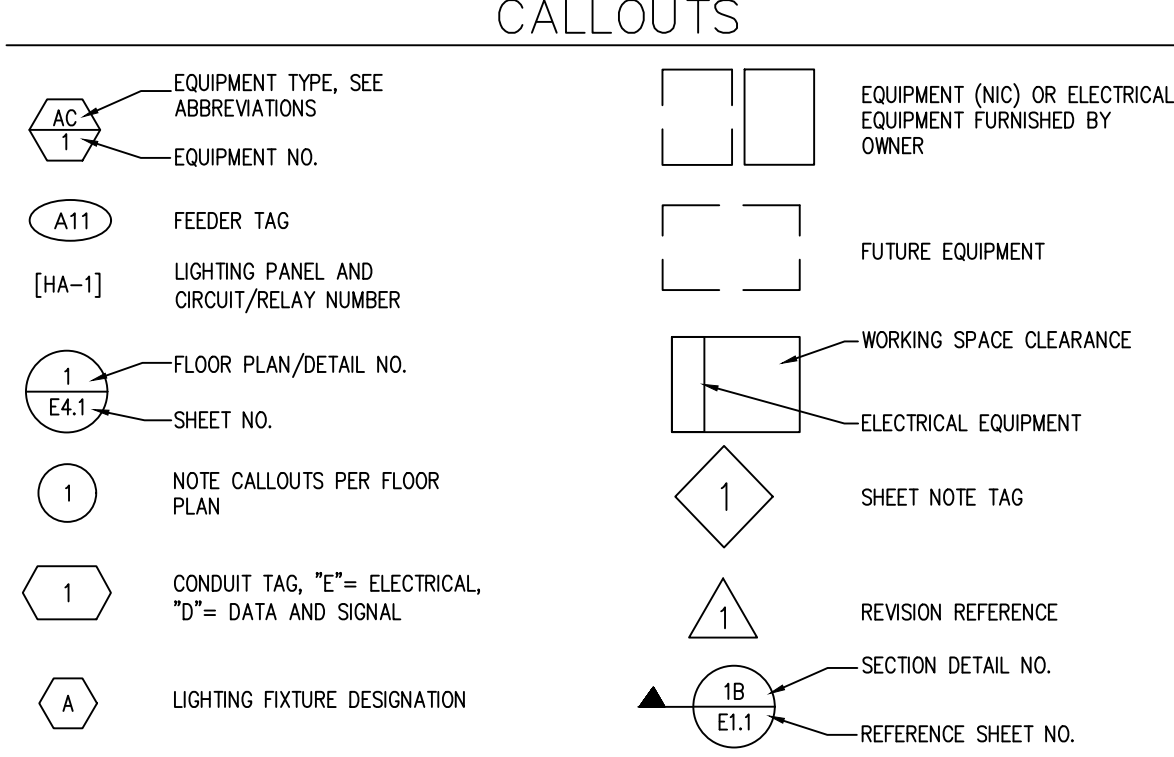 CALLOUTS
AC
1
EQUIPMENT TYPE, SEE
ABBREVIATIONS
EQUIPMENT NO.
A11
FEEDER TAG
[HA-1]
LIGHTING PANEL AND
CIRCUIT/RELAY NUMBER
1
E4.1
FLOOR PLAN/DETAIL NO.
SHEET NO.
1
NOTE CALLOUTS PER FLOOR
PLAN
1
CONDUIT TAG, "E"= ELECTRICAL,
"D"= DATA AND SIGNAL
A
LIGHTING FIXTURE DESIGNATION
EQUIPMENT (NIC) OR ELECTRICAL
EQUIPMENT FURNISHED BY
OWNER
FUTURE EQUIPMENT
WORKING SPACE CLEARANCE
ELECTRICAL EQUIPMENT
1
SHEET NOTE TAG
1
REVISION REFERENCE
1B
E1.1
SECTION DETAIL NO.
REFERENCE SHEET NO.